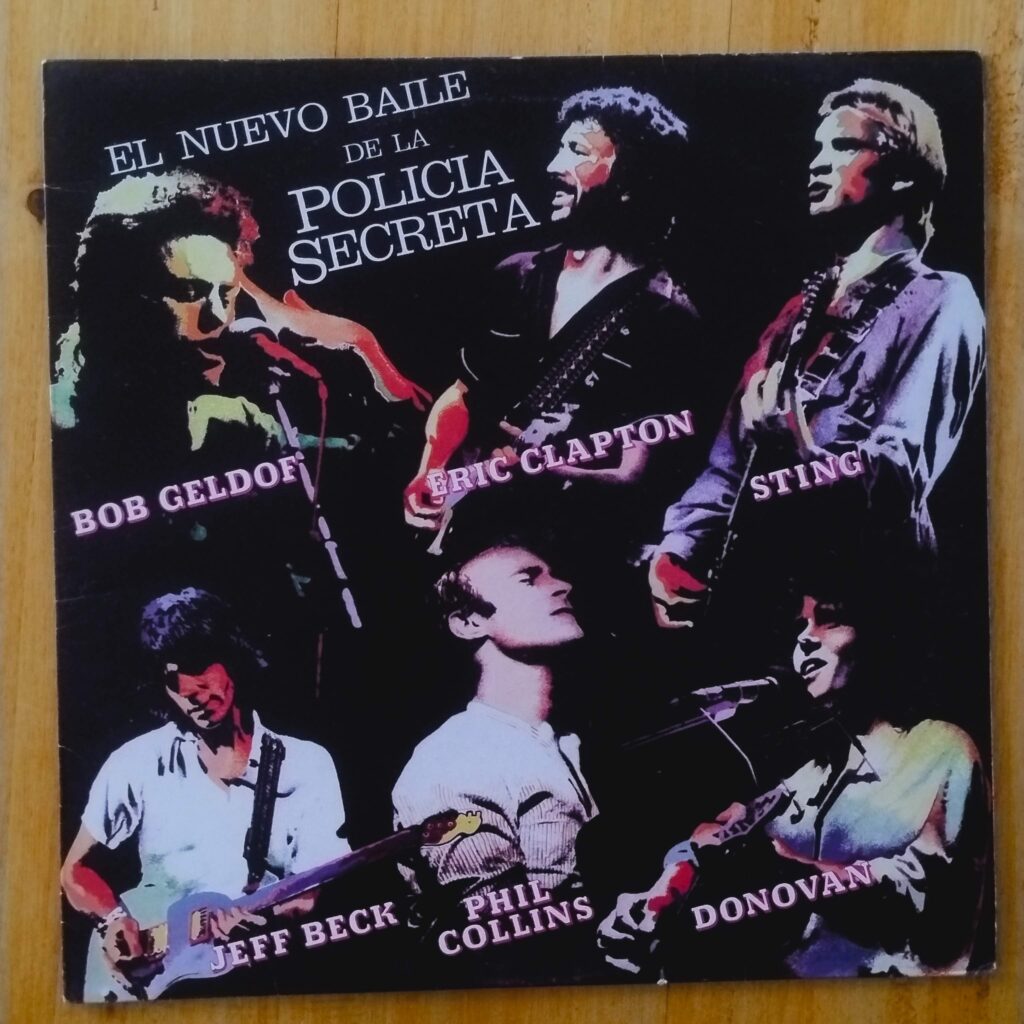 EL NUEVO BAILE
DE LA
POLICIA
SECRETA
BOB GELDOF
ERIC CLAPTON
STING
JEFF BECK
PHIL
COLLINS
DONOVAN